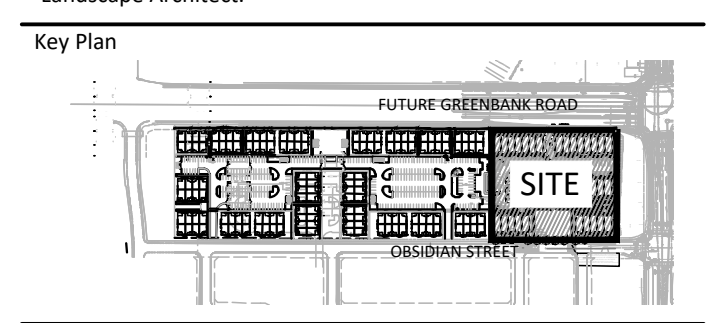 Landscape Architect.
Key Plan
FUTURE GREENBANK ROAD
SITE
OBSIDIAN STREET